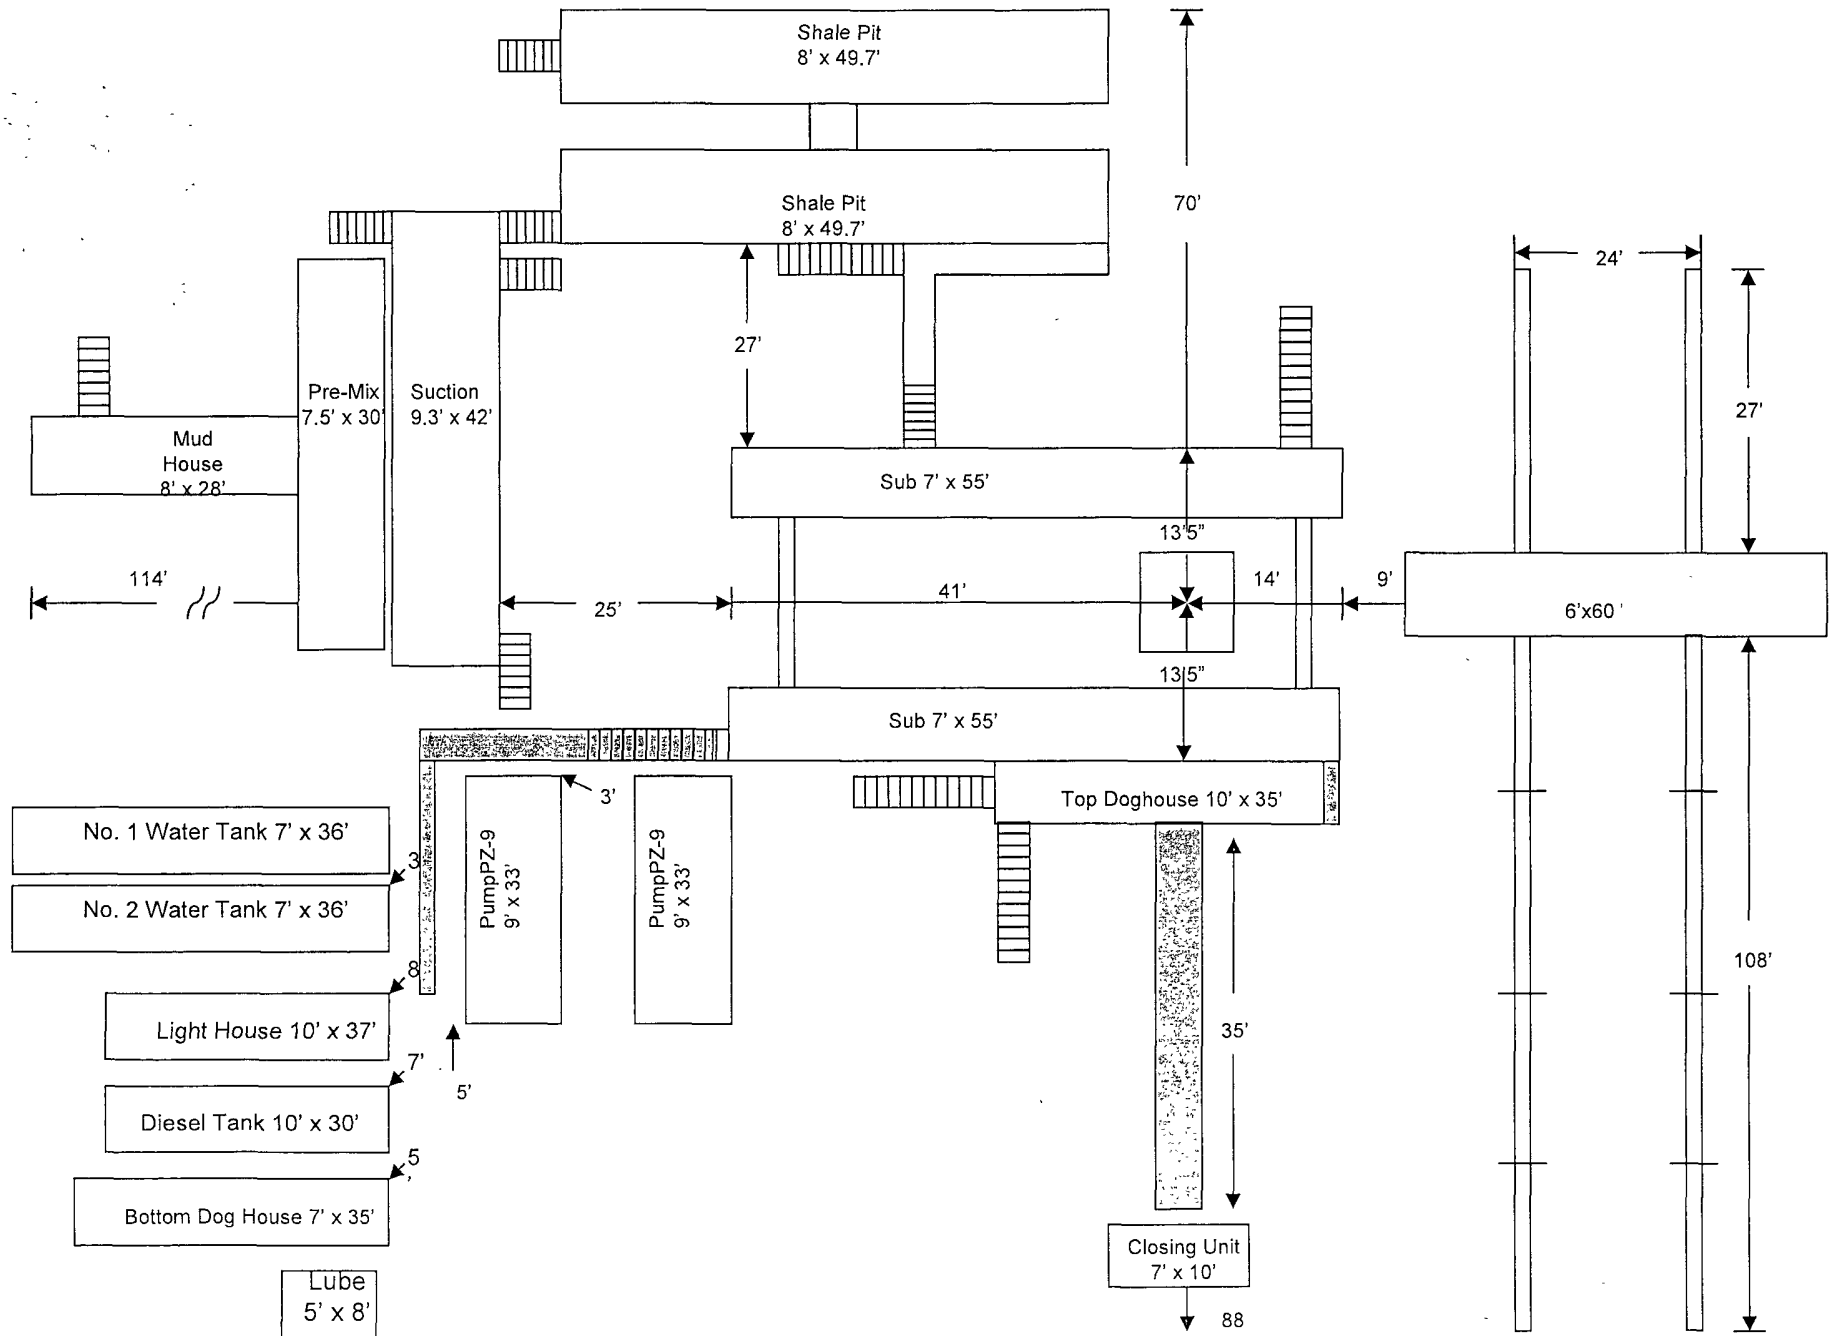 Shale Pit
8' x 49.7'
70'
Shale Pit
8' x 49.7'
24'
27'
27'
Pre-Mix
7.5' x 30'
Suction
9.3' x 42'
Mud
House
8' x 28'
Sub 7' x 55'
13'5"
114'
25'
41'
14'
9'
6'x60 '
13'5"
Sub 7' x 55'
3'
Top Doghouse 10' x 35'
No. 1 Water Tank 7' x 36'
3
No. 2 Water Tank 7' x 36'
PumpPZ-9
9' x 33'
PumpPZ-9
9' x 33'
8
Light House 10' x 37'
108'
35'
7'
5'
Diesel Tank 10' x 30'
5
'
Bottom Dog House 7' x 35'
Closing Unit
7' x 10'
Lube
5' x 8'
88